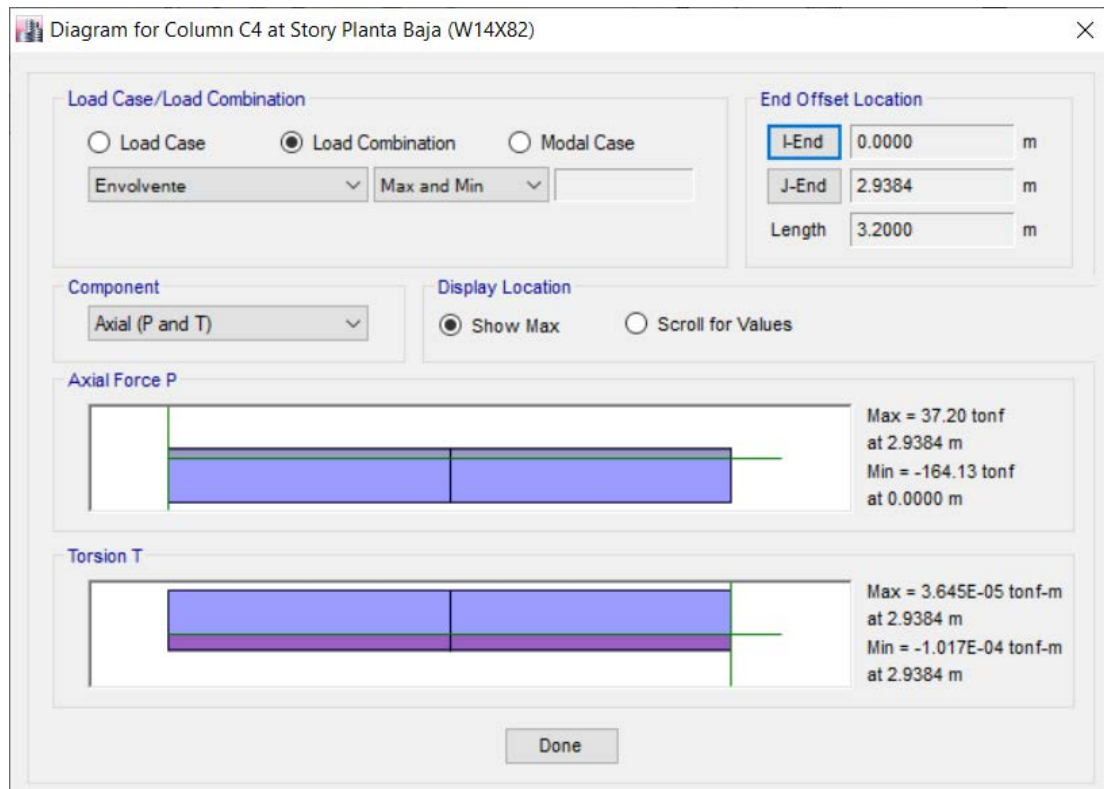 Diagram for Column C4 at Story Planta Baja (W14X82)
Load Case/Load Combination
Load Case
Load Combination
Modal Case
Envolvente
Max and Min
End Offset Location
I-End 0.0000 m
J-End 2.9384 m
Length 3.2000 m
Component
Axial (P and T)
Display Location
Show Max
Scroll for Values
Axial Force P
Max = 37.20 tonf
at 2.9384 m
Min = -164.13 tonf
at 0.0000 m
Torsion T
Max = 3.645E-05 tonf-m
at 2.9384 m
Min = -1.017E-04 tonf-m
at 2.9384 m
Done